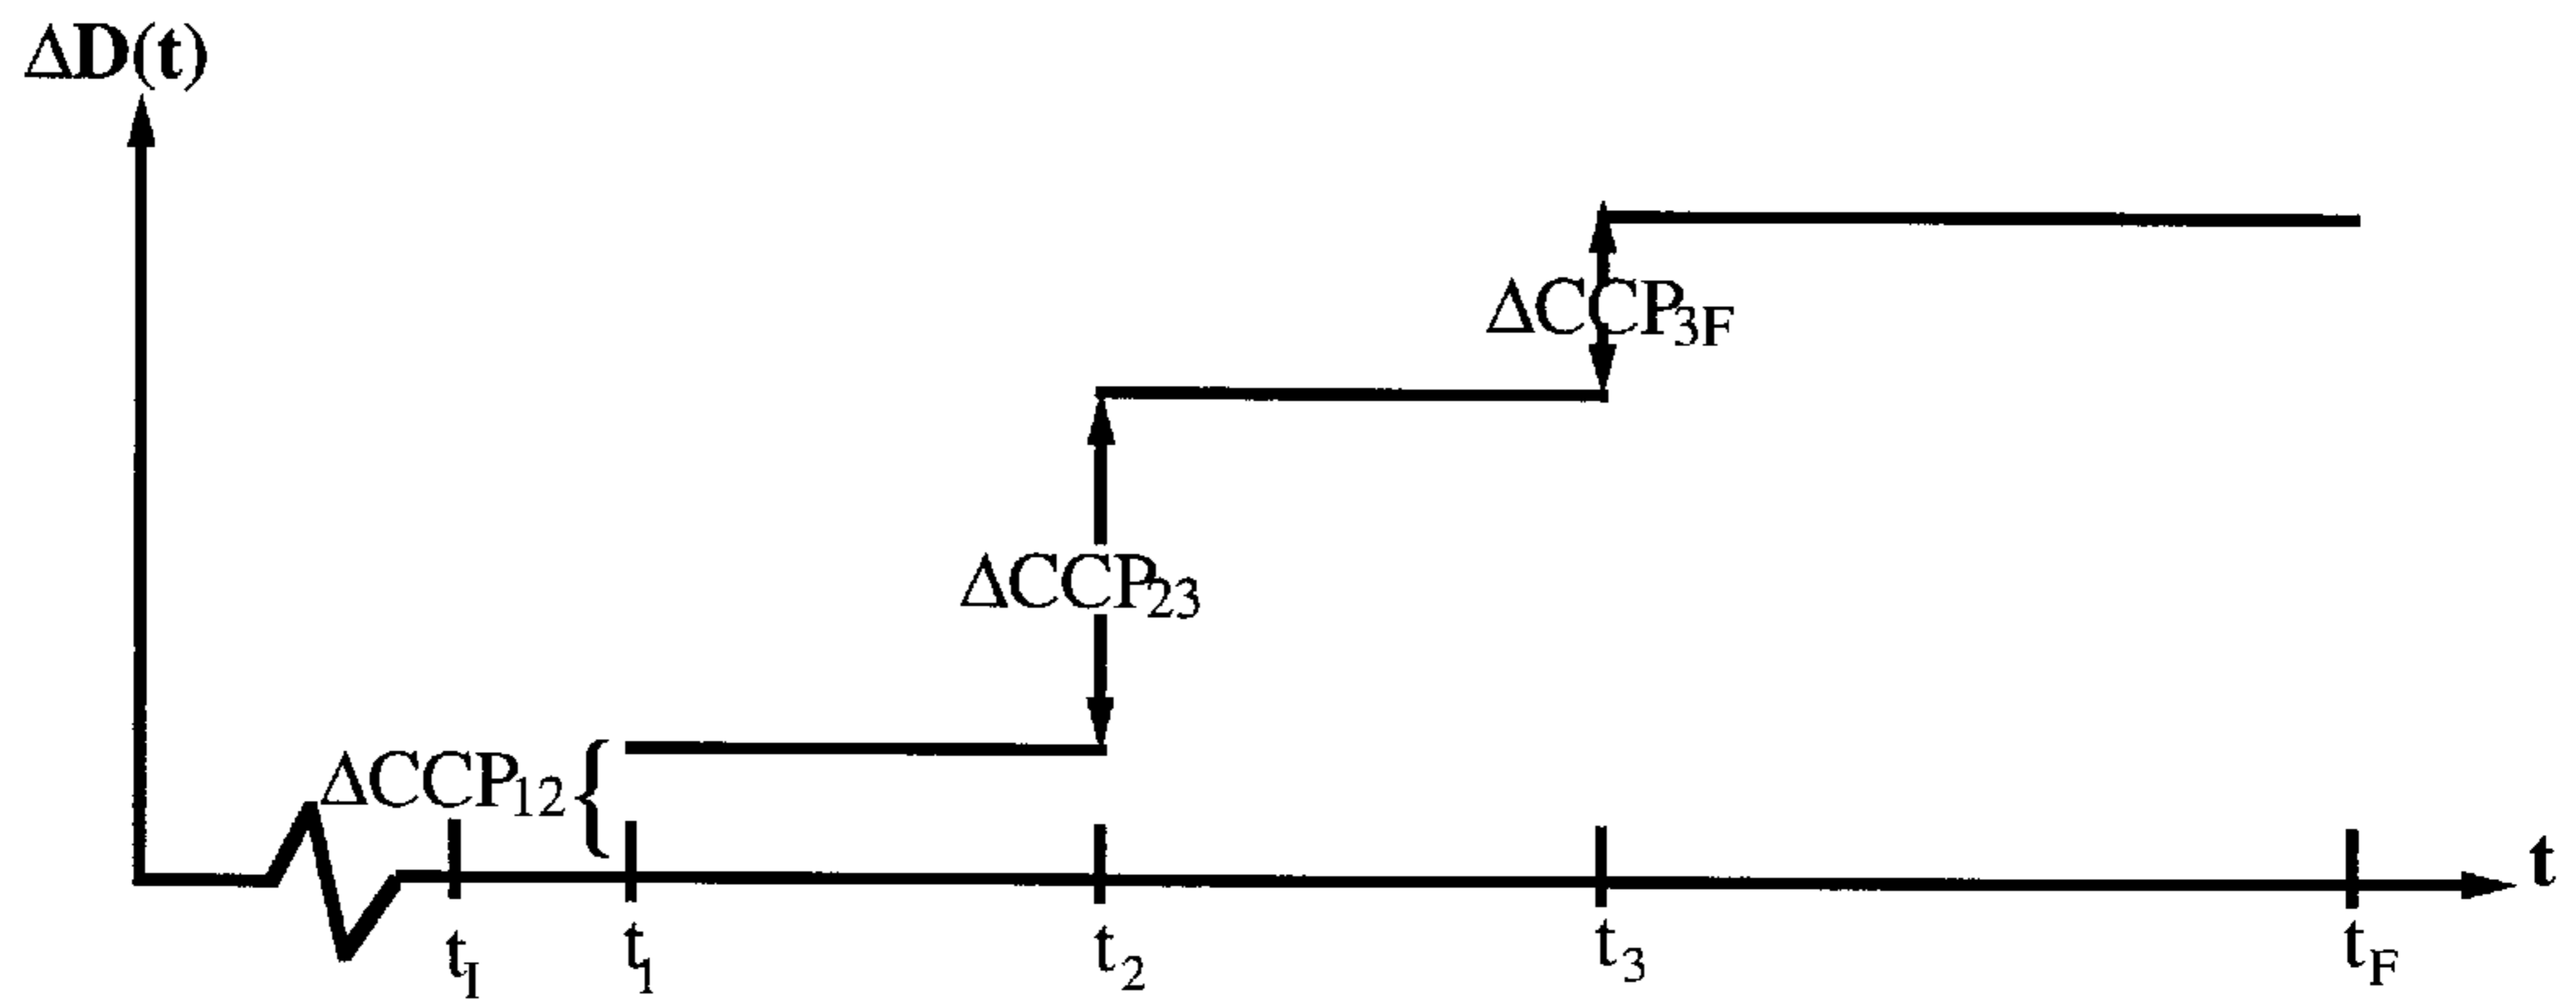 ΔD(t)
ΔCCP3F
ΔCCP23
ΔCCP12 {
t
tI t1 t2 t3 tF